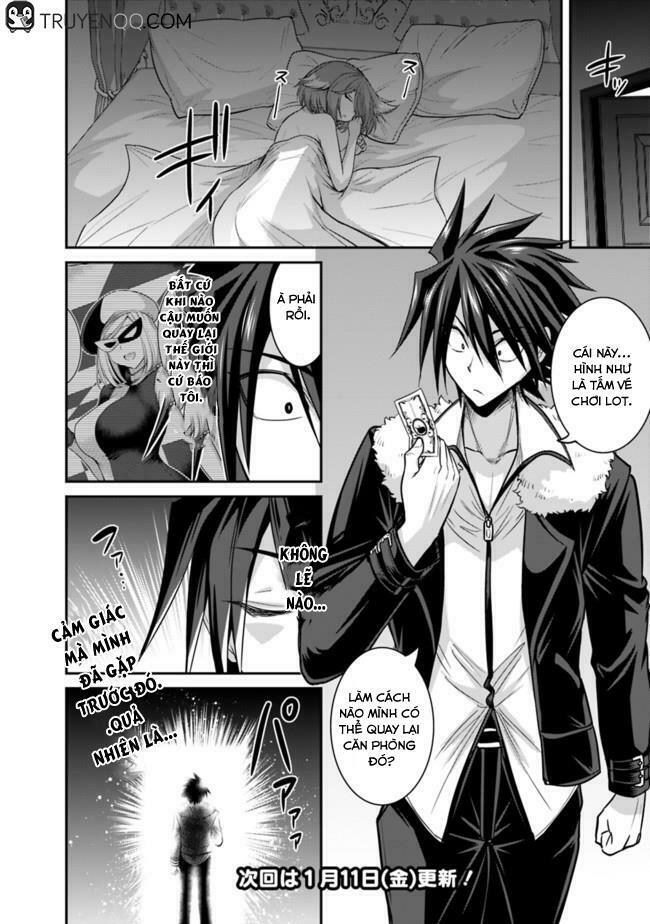 TRUYENQQ.COM
スー
スー
ギイ…
CÁI NÀY...
HÌNH NHƯ
LÀ TẤM VÉ
CHƠI LOT.
LÀM CÁCH
NÀO MÌNH CÓ
THỂ QUAY LẠI
CĂN PHÒNG
ĐÓ?
À PHẢI
RỒI.
BẤT CỨ
KHI NÀO
CẬU MUỐN
QUAY LẠI
THẾ GIỚI
NÀY THÌ
CỨ BÁO
TÔI.
KHÔNG
LẼ
NÀO...
ファ…
CẢM GIÁC
MÀ MÌNH
ĐÃ GẶP
TRƯỚC ĐÓ.
.QUẢ
NHIÊN LÀ...
パアァァ…
次回は1月11日(金)更新!